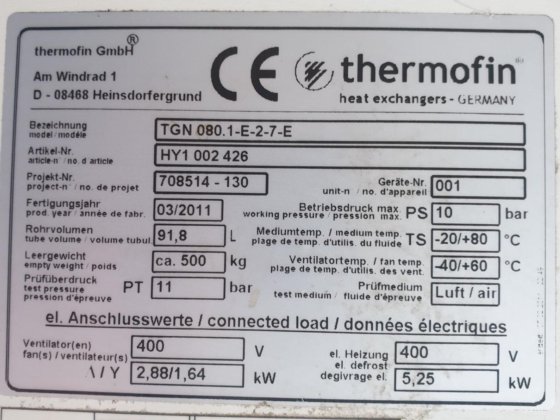 thermofin GmbH®
Am Windrad 1
D - 08468 Heinsdorfergrund
CE
thermofin®
heat exchangers - GERMANY
Bezeichnung
model / modéle
TGN 080.1-E-2-7-E
Artikel-Nr.
article-n / no. d article
HY1 002 426
Projekt-Nr.
project-n / no. de projet
708514 - 130
Geräte-Nr.
unit-n / no. d'appareil
001
Fertigungsjahr
prod. year / année de fabr.
03/2011
Betriebsdruck max.
working pressure / pression max.
PS 10 bar
Rohrvolumen
tube volume / volume tubul.
91,8 L
Mediumtemp. / medium temp.
plage de temp. d'utilis. du fluide
TS -20/+80 °C
Leergewicht
empty weight / poids
ca. 500 kg
Ventilatortemp. / fan temp.
plage de temp. d'utilis. des vent.
-40/+60 °C
Prüfüberdruck
test pressure
pression d'épreuve
PT 11 bar
Prüfmedium
test medium / fluide d'épreuve
Luft / air
el. Anschlusswerte / connected load / données électriques
Ventilator(en)
fan(s) / ventilateur(s)
400 V
el. Heizung
el. defrost
degivrage el.
400 V
Λ / Y 2,88/1,64 kW
5,25 kW